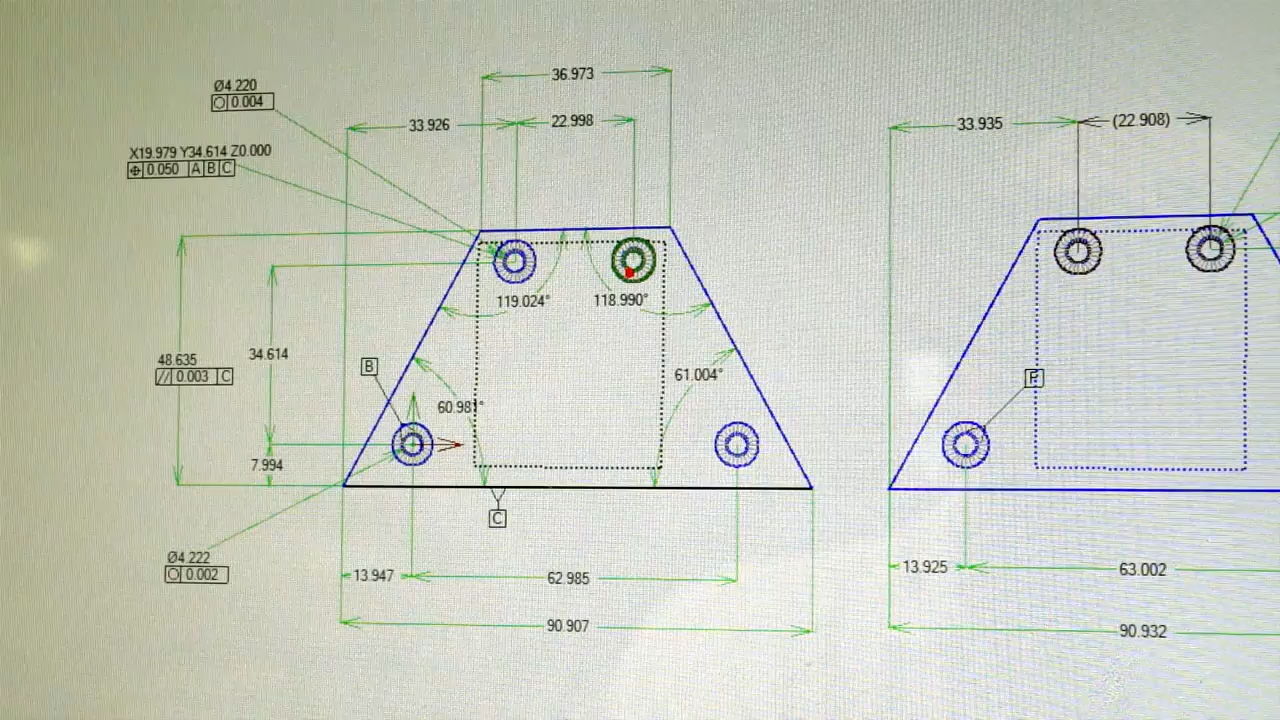 36.973
Ø4.220
○ 0.004
33.926
22.998
33.935
(22.908)
X19.979 Y34.614 Z0.000
⌖ 0.050 A B C
119.024°
118.990°
48.635
// 0.003 C
34.614
B
60.981°
61.004°
7.994
C
Ø4.222
○ 0.002
13.947
62.985
13.925
63.002
90.907
90.932